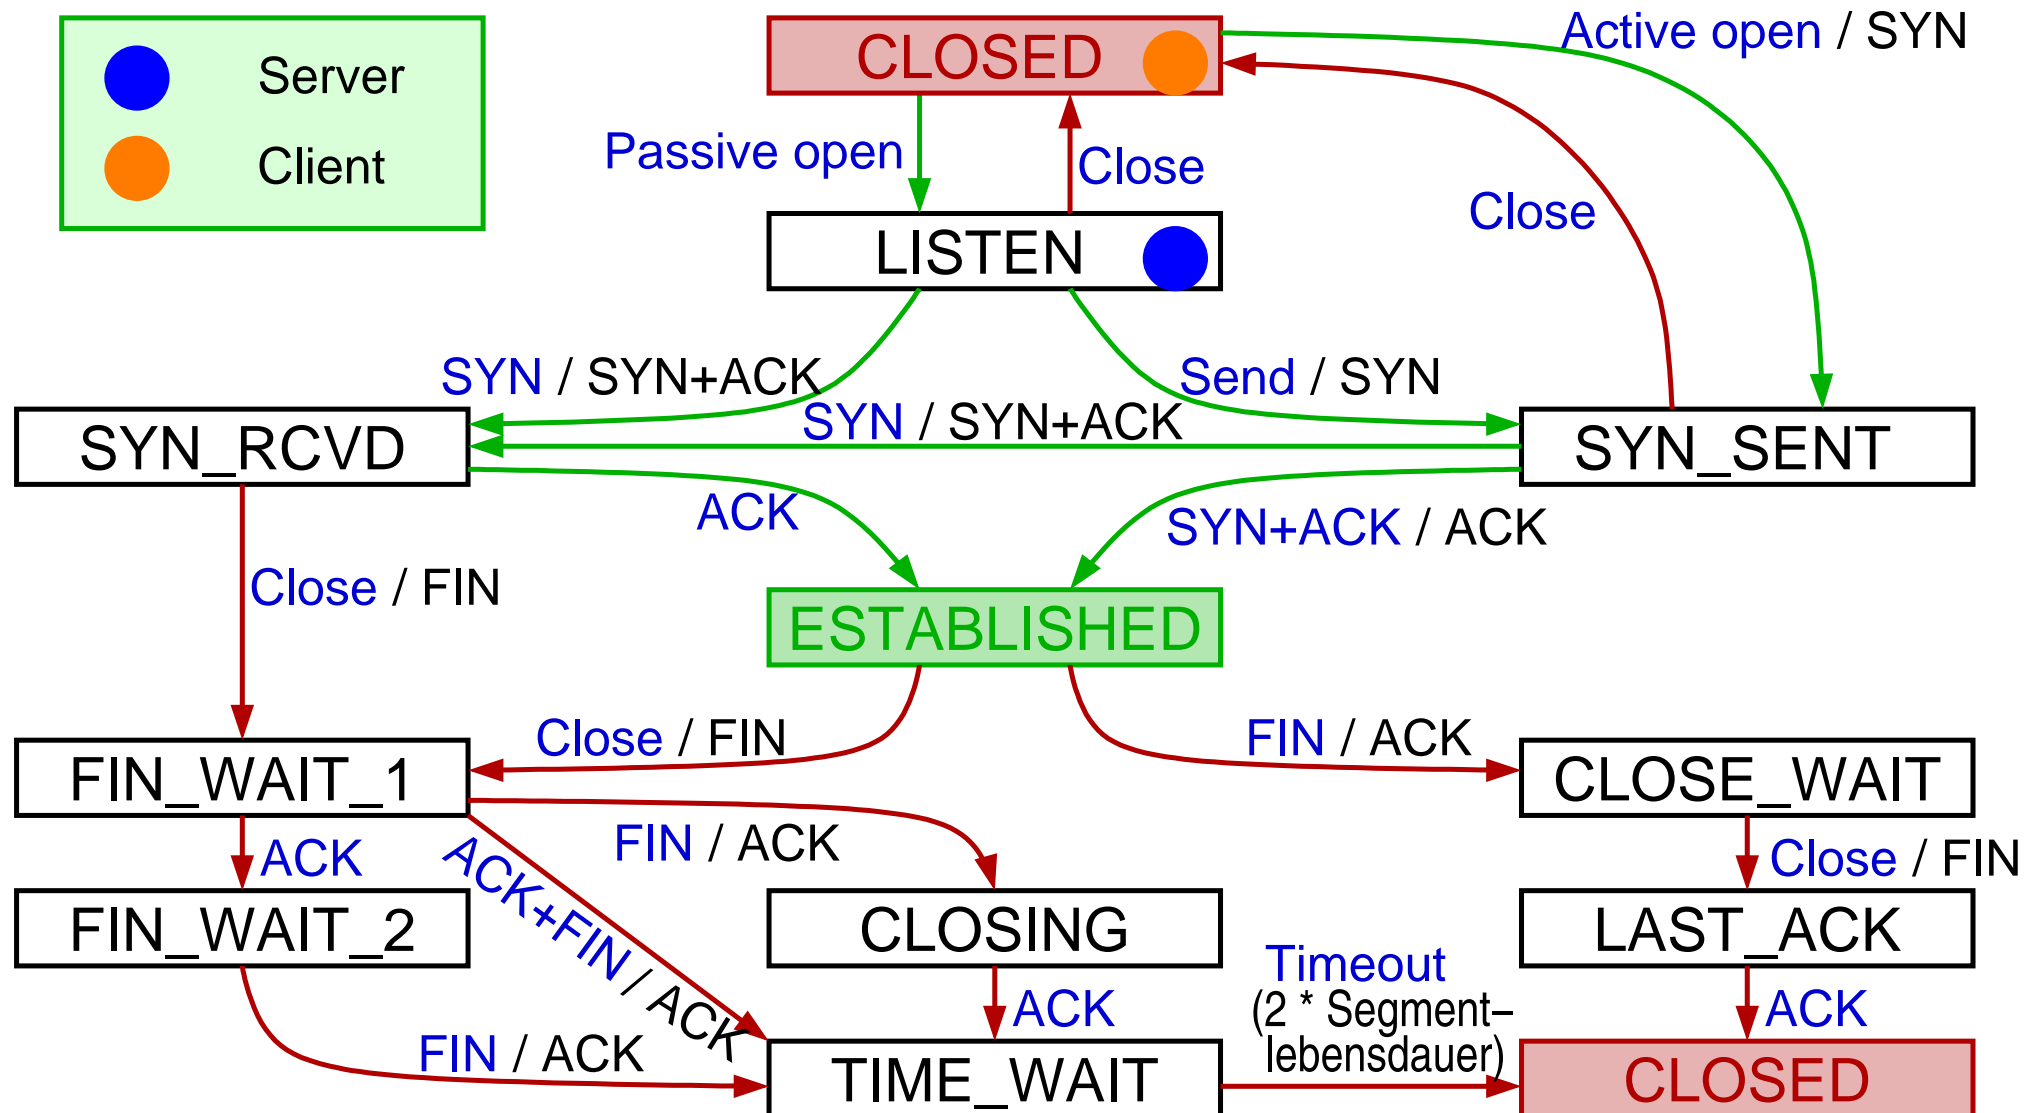 Server
Client
CLOSED
Active open / SYN
Passive open
Close
Close
LISTEN
SYN / SYN+ACK
Send / SYN
SYN / SYN+ACK
SYN_RCVD
SYN_SENT
ACK
SYN+ACK / ACK
Close / FIN
ESTABLISHED
Close / FIN
FIN / ACK
FIN_WAIT_1
CLOSE_WAIT
ACK
ACK+FIN / ACK
FIN / ACK
Close / FIN
FIN_WAIT_2
CLOSING
LAST_ACK
FIN / ACK
ACK
Timeout
(2 * Segment–
lebensdauer)
ACK
TIME_WAIT
CLOSED